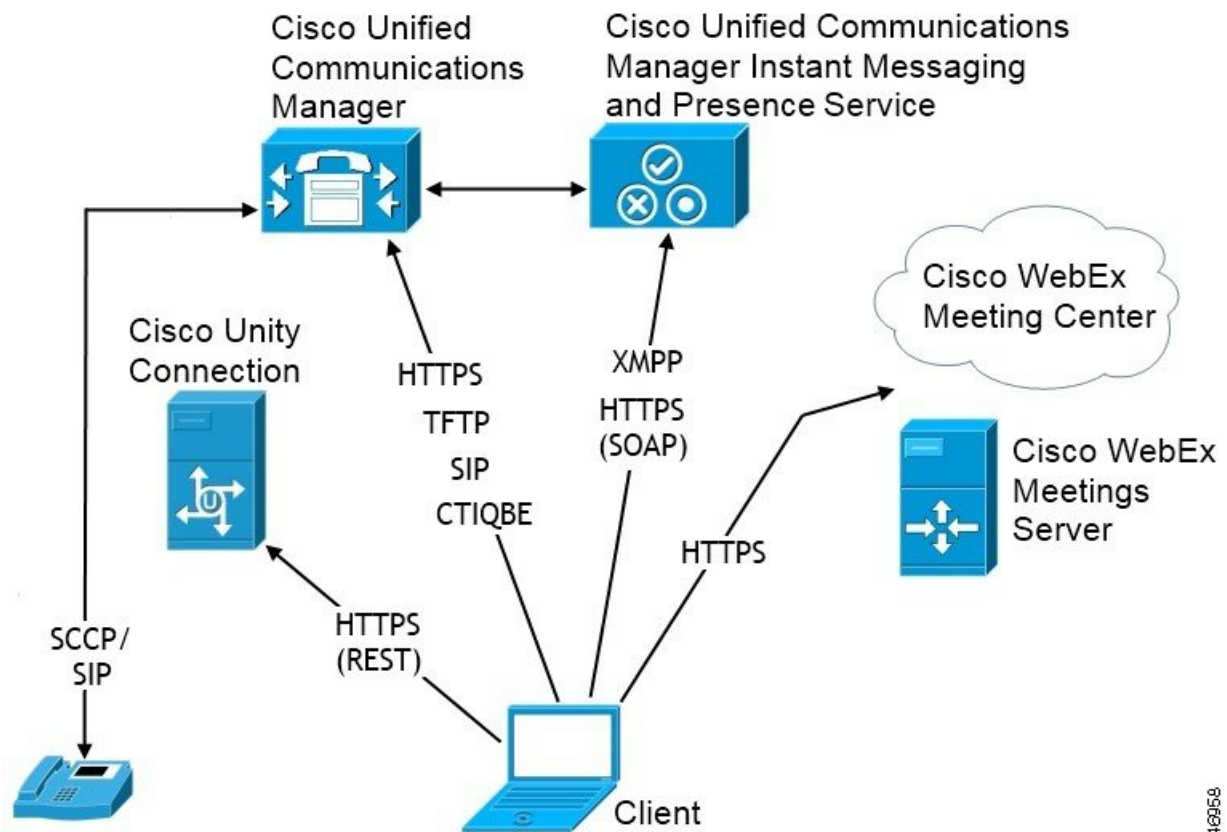 Cisco Unified
Communications
Manager
Cisco Unified Communications
Manager Instant Messaging
and Presence Service
Cisco WebEx
Meeting Center
Cisco Unity
Connection
U
HTTPS
TFTP
SIP
CTIQBE
XMPP
HTTPS
(SOAP)
Cisco WebEx
Meetings
Server
HTTPS
HTTPS
(REST)
SCCP/
SIP
Client